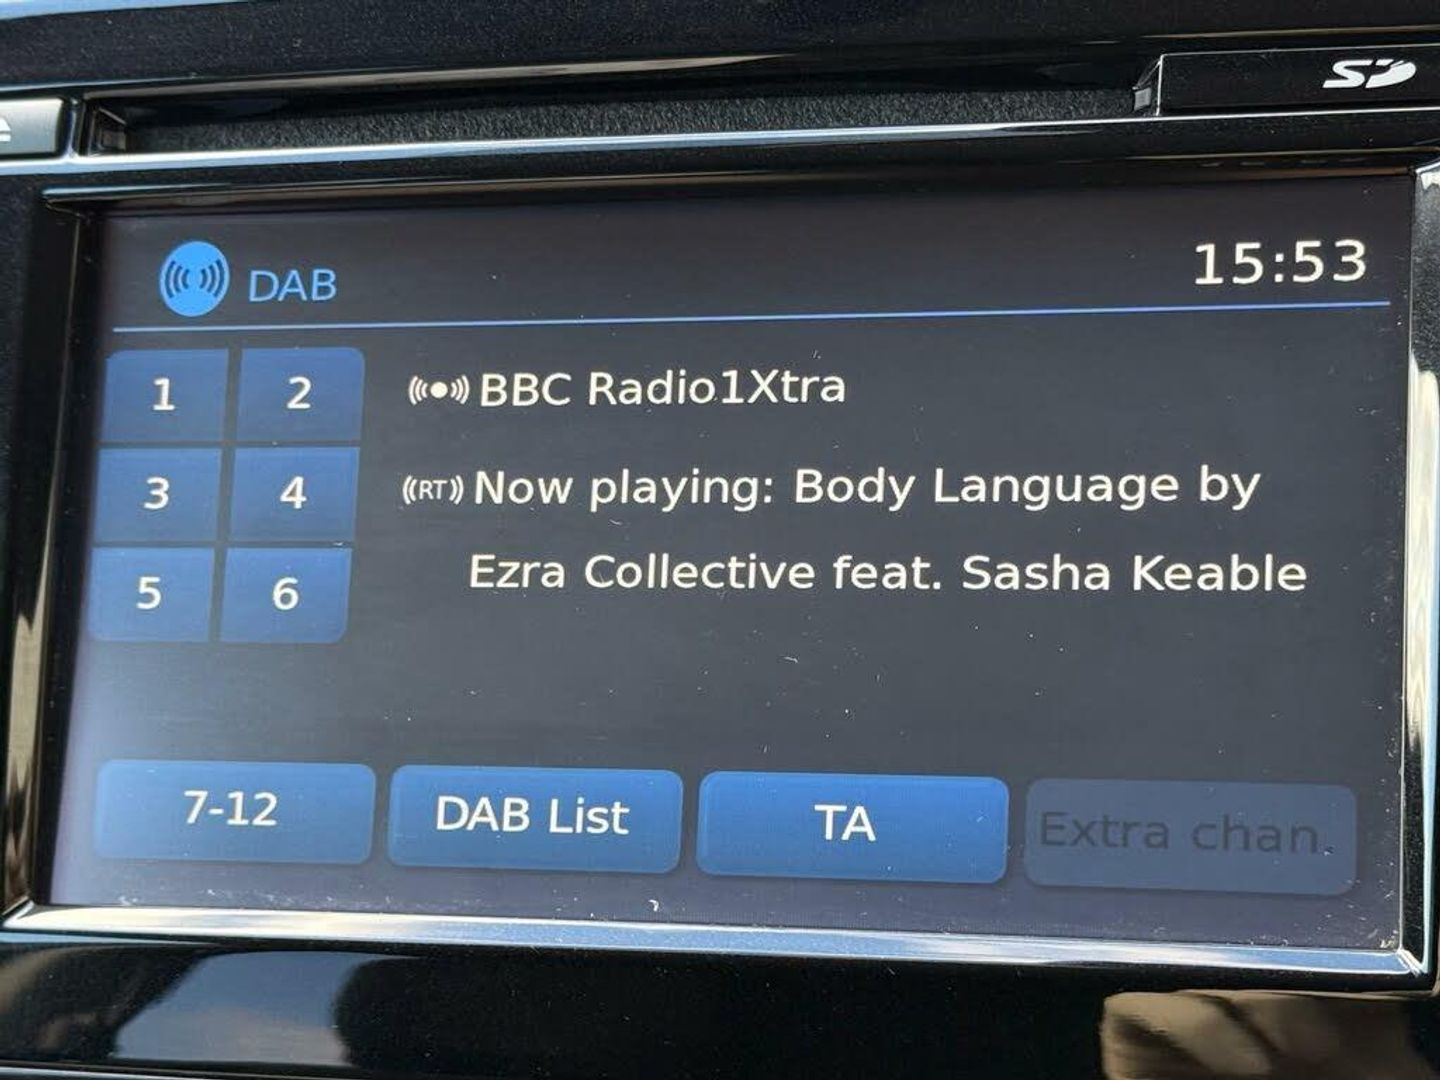 SD
DAB
15:53
1 2
BBC Radio1Xtra
3 4
((RT)) Now playing: Body Language by
Ezra Collective feat. Sasha Keable
5 6
7-12 DAB List TA Extra chan.